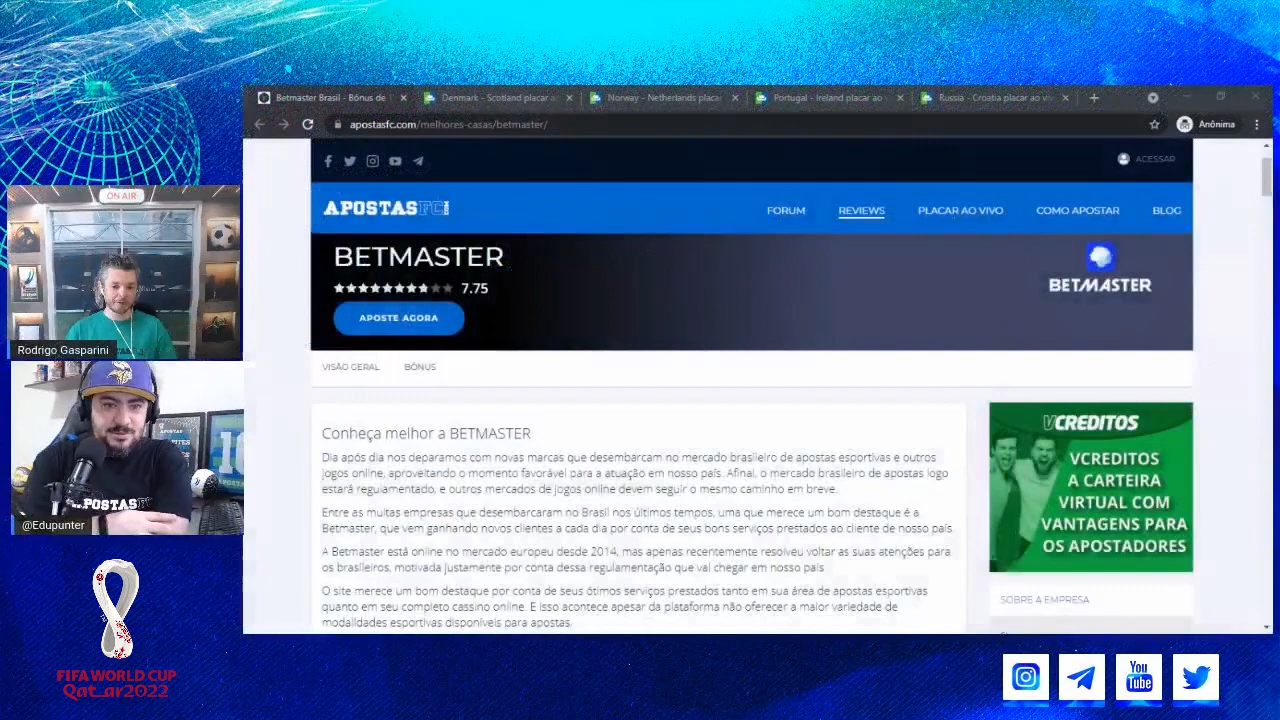 Betmaster Brasil - Bônus de
Denmark - Scotland placar a
Norway - Netherlands placar
Portugal - Ireland placar ao
Russia - Croatia placar ao viv
apostasfc.com/melhores-casas/betmaster/
Anônima
ACESSAR
APOSTASFC.COM
FORUM
REVIEWS
PLACAR AO VIVO
COMO APOSTAR
BLOG
BETMASTER
7.75
BETMASTER
APOSTE AGORA
VISÃO GERAL
BÔNUS
Conheça melhor a BETMASTER
Dia após dia nos deparamos com novas marcas que desembarcam no mercado brasileiro de apostas esportivas e outros
jogos online, aproveitando o momento favorável para a atuação em nosso país. Afinal, o mercado brasileiro de apostas logo
estará regulamentado, e outros mercados de jogos online devem seguir o mesmo caminho em breve.
Entre as muitas empresas que desembarcaram no Brasil nos últimos tempos, uma que merece um bom destaque é a
Betmaster, que vem ganhando novos clientes a cada dia por conta de seus bons serviços prestados ao cliente de nosso país.
A Betmaster está online no mercado europeu desde 2014, mas apenas recentemente resolveu voltar as suas atenções para
os brasileiros, motivada justamente por conta dessa regulamentação que vai chegar em nosso país
O site merece um bom destaque por conta de seus ótimos serviços prestados tanto em sua área de apostas esportivas
quanto em seu completo cassino online. E isso acontece apesar da plataforma não oferecer a maior variedade de
modalidades esportivas disponíveis para apostas.
VCREDITOS
VCREDITOS
A CARTEIRA
VIRTUAL COM
VANTAGENS PARA
OS APOSTADORES
SOBRE A EMPRESA
ON AIR
Rodrigo Gasparini
APOSTAS
@Edupunter
FIFA WORLD CUP
Qatar2022
You
Tube